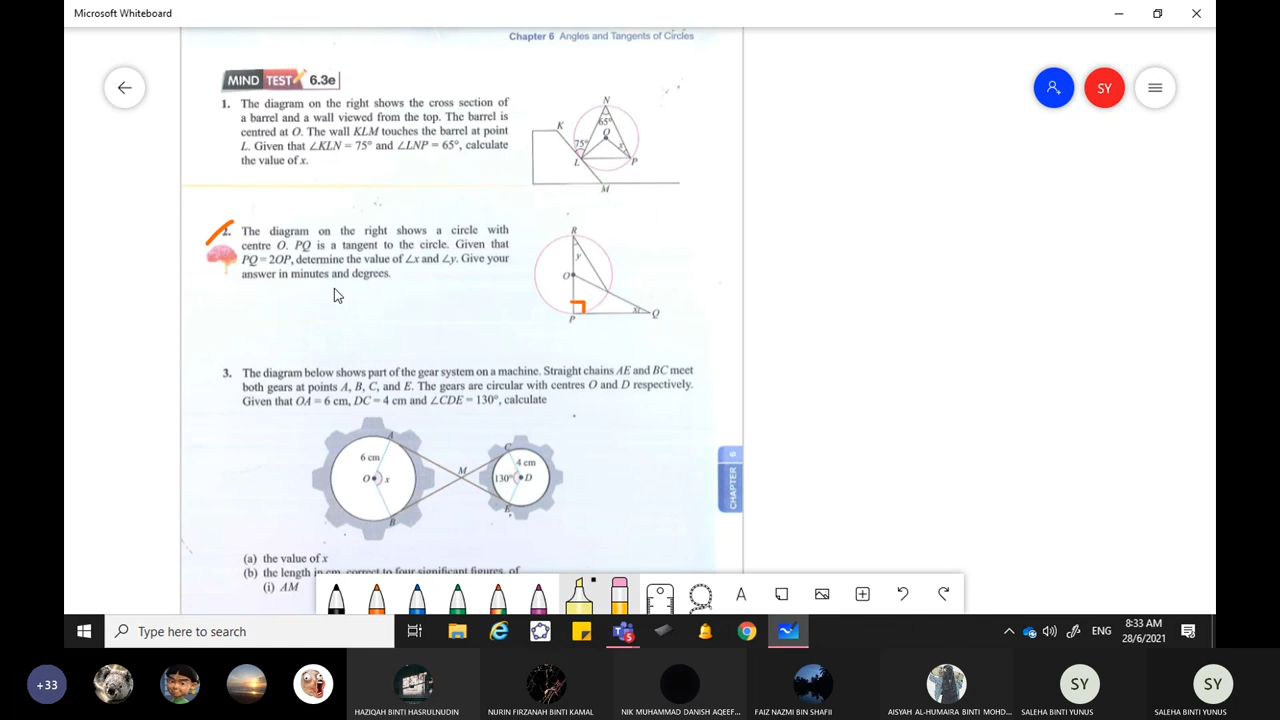 Microsoft Whiteboard
Chapter 6 Angles and Tangents of Circles
MIND TEST 6.3e
1. The diagram on the right shows the cross section of
a barrel and a wall viewed from the top. The barrel is
centred at O. The wall KLM touches the barrel at point
L. Given that ∠KLN = 75° and ∠LNP = 65°, calculate
the value of x.
N
K
65°
O
75°
x
L
P
M
2. The diagram on the right shows a circle with
centre O. PQ is a tangent to the circle. Given that
PQ = 2OP, determine the value of ∠x and ∠y. Give your
answer in minutes and degrees.
R
y
O
x
P
Q
3. The diagram below shows part of the gear system on a machine. Straight chains AE and BC meet
both gears at points A, B, C, and E. The gears are circular with centres O and D respectively.
Given that OA = 6 cm, DC = 4 cm and ∠CDE = 130°, calculate
A
C
6 cm
M
4 cm
O
x
130°
D
B
E
CHAPTER 6
(a) the value of x
(b) the length in cm, correct to four significant figures, of
(i) AM
SY
A
Type here to search
5
ENG
8:33 AM
28/6/2021
+33
HAZIQAH BINTI HASRULNUDIN
NURIN FIRZANAH BINTI KAMAL
NIK MUHAMMAD DANISH AQEEF...
FAIZ NAZMI BIN SHAFII
AISYAH AL-HUMAIRA BINTI MOHD...
SY
SALEHA BINTI YUNUS
SY
SALEHA BINTI YUNUS